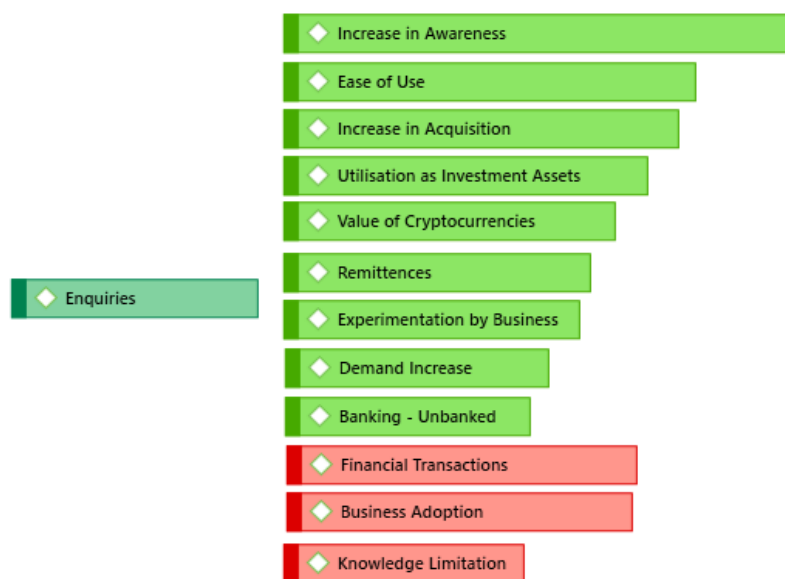 Increase in Awareness
Ease of Use
Increase in Acquisition
Utilisation as Investment Assets
Value of Cryptocurrencies
Remittences
Enquiries
Experimentation by Business
Demand Increase
Banking - Unbanked
Financial Transactions
Business Adoption
Knowledge Limitation